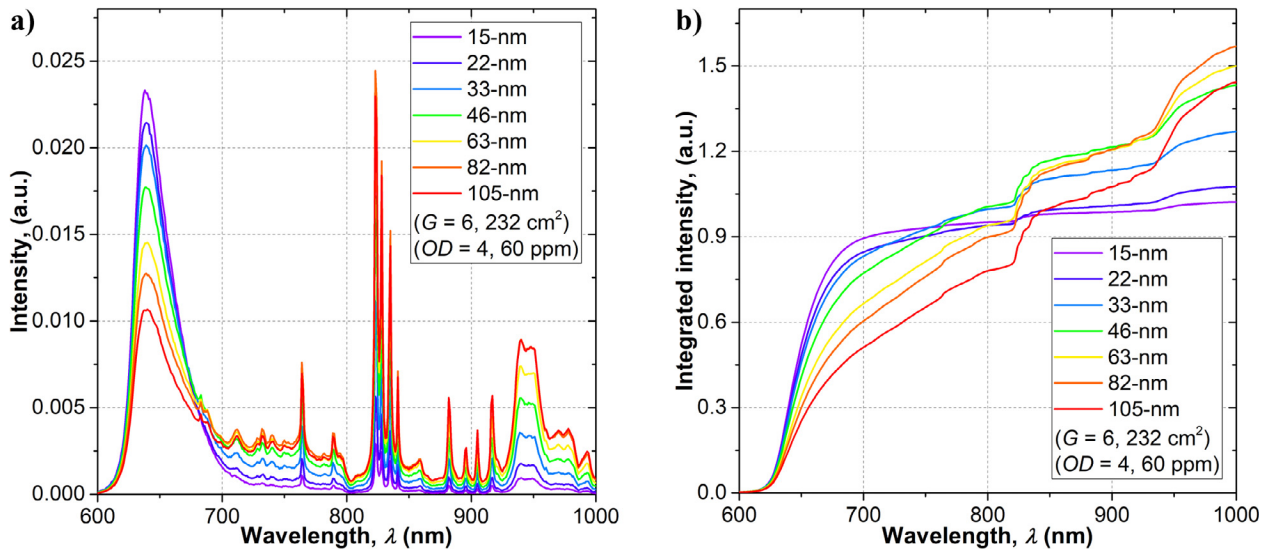 a)
Intensity, (a.u.)
0.025
0.020
0.015
0.010
0.005
0.000
600
700
800
900
1000
Wavelength, λ (nm)
15-nm
22-nm
33-nm
46-nm
63-nm
82-nm
105-nm
(G = 6, 232 cm²)
(OD = 4, 60 ppm)
b)
Integrated intensity, (a.u.)
1.5
1.2
0.9
0.6
0.3
0.0
600
700
800
900
1000
Wavelength, λ (nm)
15-nm
22-nm
33-nm
46-nm
63-nm
82-nm
105-nm
(G = 6, 232 cm²)
(OD = 4, 60 ppm)